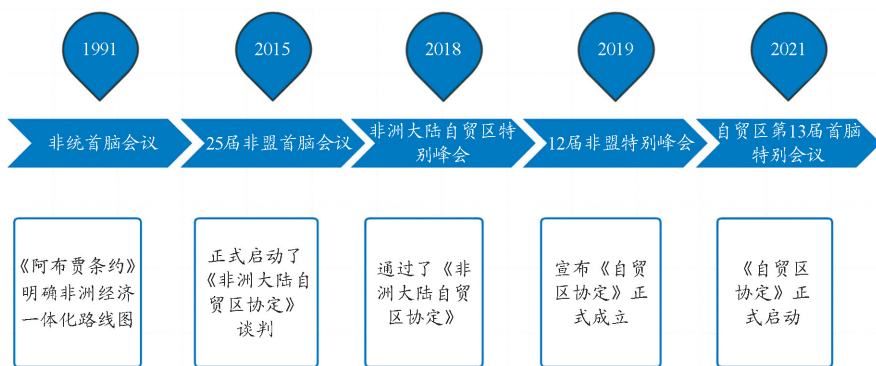 1991
2015
2018
2019
2021
非统首脑会议
25届非盟首脑会议
非洲大陆自贸区特
别峰会
12届非盟特别峰会
自贸区第13届首脑
特别会议
《阿布贾条约》
明确非洲经济
一体化路线图
正式启动了
《非洲大陆自
贸区协定》
谈判
通过了《非
洲大陆自贸
区协定》
宣布《自贸
区协定》正
式成立
《自贸区
协定》正
式启动